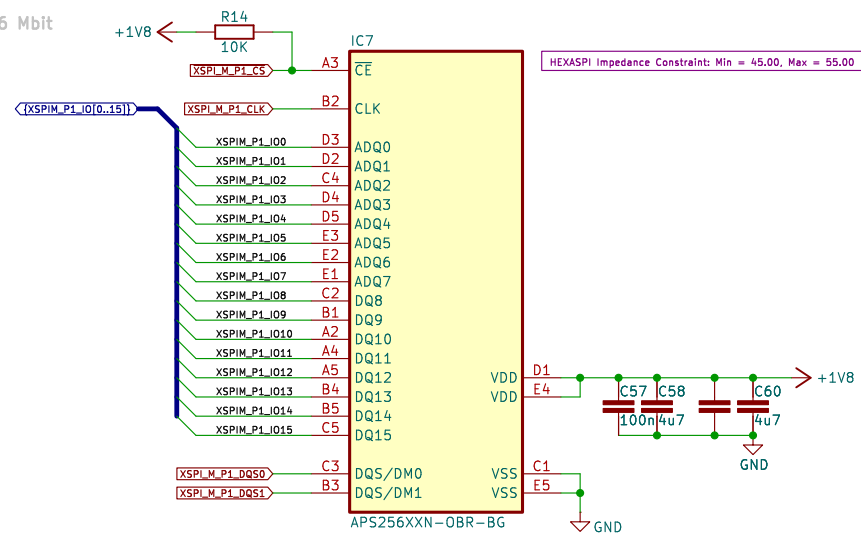 6 Mbit
R14
+1V8
10K
IC7
HEXASPI Impedance Constraint: Min = 45.00, Max = 55.00
XSPI_M_P1_CS A3 CE
{XSPIM_P1_IO[0..15]} XSPI_M_P1_CLK B2 CLK
XSPIM_P1_IO0 D3 ADQ0
XSPIM_P1_IO1 D2 ADQ1
XSPIM_P1_IO2 C4 ADQ2
XSPIM_P1_IO3 D4 ADQ3
XSPIM_P1_IO4 D5 ADQ4
XSPIM_P1_IO5 E3 ADQ5
XSPIM_P1_IO6 E2 ADQ6
XSPIM_P1_IO7 E1 ADQ7
XSPIM_P1_IO8 C2 DQ8
XSPIM_P1_IO9 B1 DQ9
XSPIM_P1_IO10 A2 DQ10
XSPIM_P1_IO11 A4 DQ11
XSPIM_P1_IO12 A5 DQ12 VDD D1 +1V8
XSPIM_P1_IO13 B4 DQ13 VDD E4 C57 C58 C60
XSPIM_P1_IO14 B5 DQ14 100n 4u7 4u7
XSPIM_P1_IO15 C5 DQ15
GND
XSPI_M_P1_DQS0 C3 DQS/DM0 VSS C1
XSPI_M_P1_DQS1 B3 DQS/DM1 VSS E5
APS256XXN-OBR-BG GND